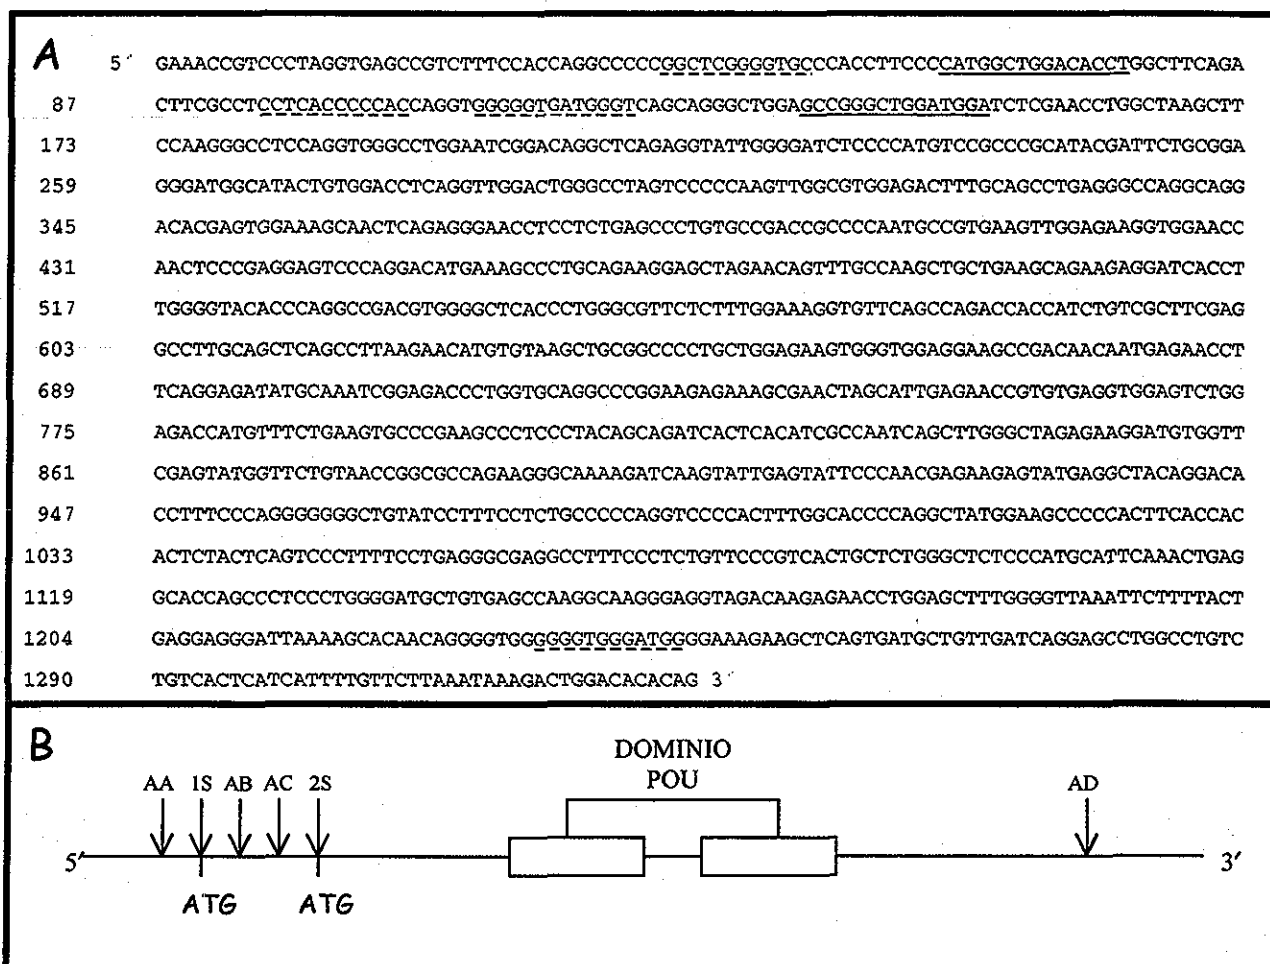 A 5´ GAAACCGTCCCTAGGTGAGCCGTCTTTCCACCAGGCCCCCGGCTCGGGGTGCCCACCTTCCCCATGGCTGGACACCTGGCTTCAGA
87 CTTCGCCTCCTCACCCCCACCAGGTGGGGGTGATGGGTCAGCAGGGCTGGAGCCGGGCTGGATGGATCTCGAACCTGGCTAAGCTT
173 CCAAGGGCCTCCAGGTGGGCCTGGAATCGGACAGGCTCAGAGGTATTGGGGATCTCCCCATGTCCGCCCGCATACGATTCTGCGGA
259 GGGATGGCATACTGTGGACCTCAGGTTGGACTGGGCCTAGTCCCCCAAGTTGGCGTGGAGACTTTGCAGCCTGAGGGCCAGGCAGG
345 ACACGAGTGGAAAGCAACTCAGAGGGAACCTCCTCTGAGCCCTGTGCCGACCGCCCCAATGCCGTGAAGTTGGAGAAGGTGGAACC
431 AACTCCCGAGGAGTCCCAGGACATGAAAGCCCTGCAGAAGGAGCTAGAACAGTTTGCCAAGCTGCTGAAGCAGAAGAGGATCACCT
517 TGGGGTACACCCAGGCCGACGTGGGGCTCACCCTGGGCGTTCTCTTTGGAAAGGTGTTCAGCCAGACCACCATCTGTCGCTTCGAG
603 GCCTTGCAGCTCAGCCTTAAGAACATGTGTAAGCTGCGGCCCCTGCTGGAGAAGTGGGTGGAGGAAGCCGACAACAATGAGAACCT
689 TCAGGAGATATGCAAATCGGAGACCCTGGTGCAGGCCCGGAAGAGAAAGCGAACTAGCATTGAGAACCGTGTGAGGTGGAGTCTGG
775 AGACCATGTTTCTGAAGTGCCCGAAGCCCTCCCTACAGCAGATCACTCACATCGCCAATCAGCTTGGGCTAGAGAAGGATGTGGTT
861 CGAGTATGGTTCTGTAACCGGCGCCAGAAGGGCAAAAGATCAAGTATTGAGTATTCCCAACGAGAAGAGTATGAGGCTACAGGACA
947 CCTTTCCCAGGGGGGGCTGTATCCTTTCCTCTGCCCCCAGGTCCCCACTTTGGCACCCCAGGCTATGGAAGCCCCCACTTCACCAC
1033 ACTCTACTCAGTCCCTTTTCCTGAGGGCGAGGCCTTTCCCTCTGTTCCCGTCACTGCTCTGGGCTCTCCCATGCATTCAAACTGAG
1119 GCACCAGCCCTCCCTGGGGATGCTGTGAGCCAAGGCAAGGGAGGTAGACAAGAGAACCTGGAGCTTTGGGGTTAAATTCTTTTACT
1204 GAGGAGGGATTAAAAGCACAACAGGGGTGGGGGGTGGGATGGGGAAAGAAGCTCAGTGATGCTGTTGATCAGGAGCCTGGCCTGTC
1290 TGTCACTCATCATTTTGTTCTTAAATAAAGACTGGACACACAG 3´
B
DOMINIO
POU
AA 1S AB AC 2S AD
5′ 3′
ATG ATG